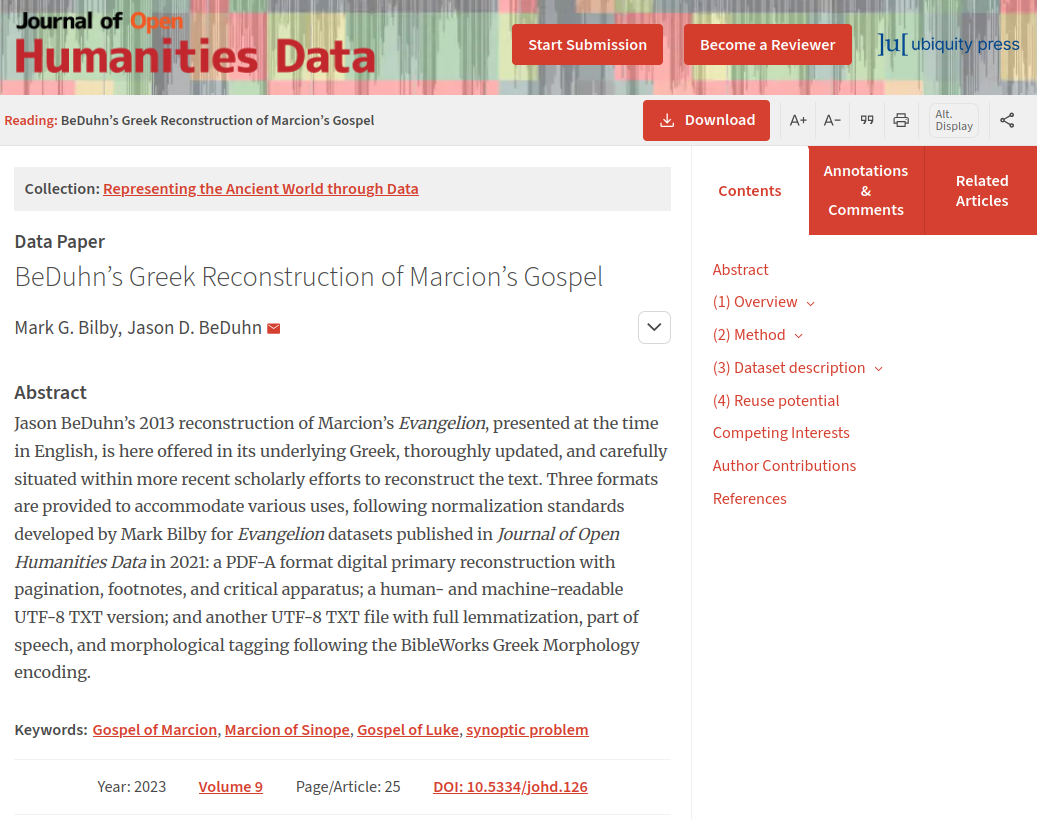 Journal of Open
Humanities Data
Start Submission
Become a Reviewer
]u[ ubiquity press
Reading: BeDuhn’s Greek Reconstruction of Marcion’s Gospel
Download
A+
A−
Alt.
Display
Collection: Representing the Ancient World through Data
Data Paper
BeDuhn’s Greek Reconstruction of Marcion’s Gospel
Mark G. Bilby, Jason D. BeDuhn
Abstract
Jason BeDuhn’s 2013 reconstruction of Marcion’s Evangelion, presented at the time
in English, is here offered in its underlying Greek, thoroughly updated, and carefully
situated within more recent scholarly efforts to reconstruct the text. Three formats
are provided to accommodate various uses, following normalization standards
developed by Mark Bilby for Evangelion datasets published in Journal of Open
Humanities Data in 2021: a PDF-A format digital primary reconstruction with
pagination, footnotes, and critical apparatus; a human- and machine-readable
UTF-8 TXT version; and another UTF-8 TXT file with full lemmatization, part of
speech, and morphological tagging following the BibleWorks Greek Morphology
encoding.
Keywords: Gospel of Marcion, Marcion of Sinope, Gospel of Luke, synoptic problem
Year: 2023
Volume 9
Page/Article: 25
DOI: 10.5334/johd.126
Contents
Annotations
&
Comments
Related
Articles
Abstract
(1) Overview
(2) Method
(3) Dataset description
(4) Reuse potential
Competing Interests
Author Contributions
References